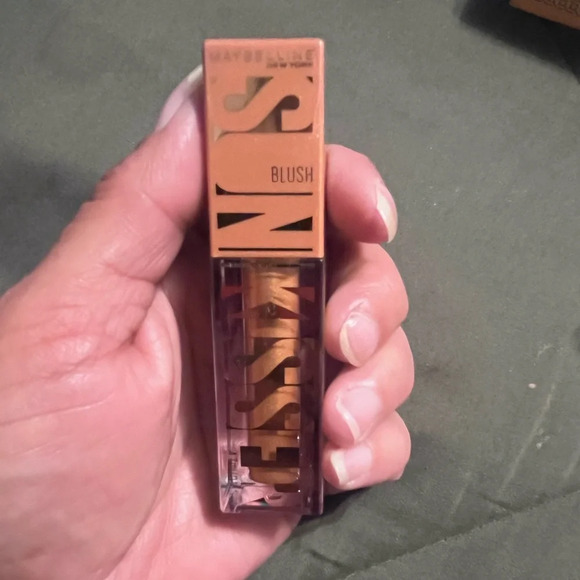 MAYBELLINE
NEW YORK
SUN
BLUSH
KISSER